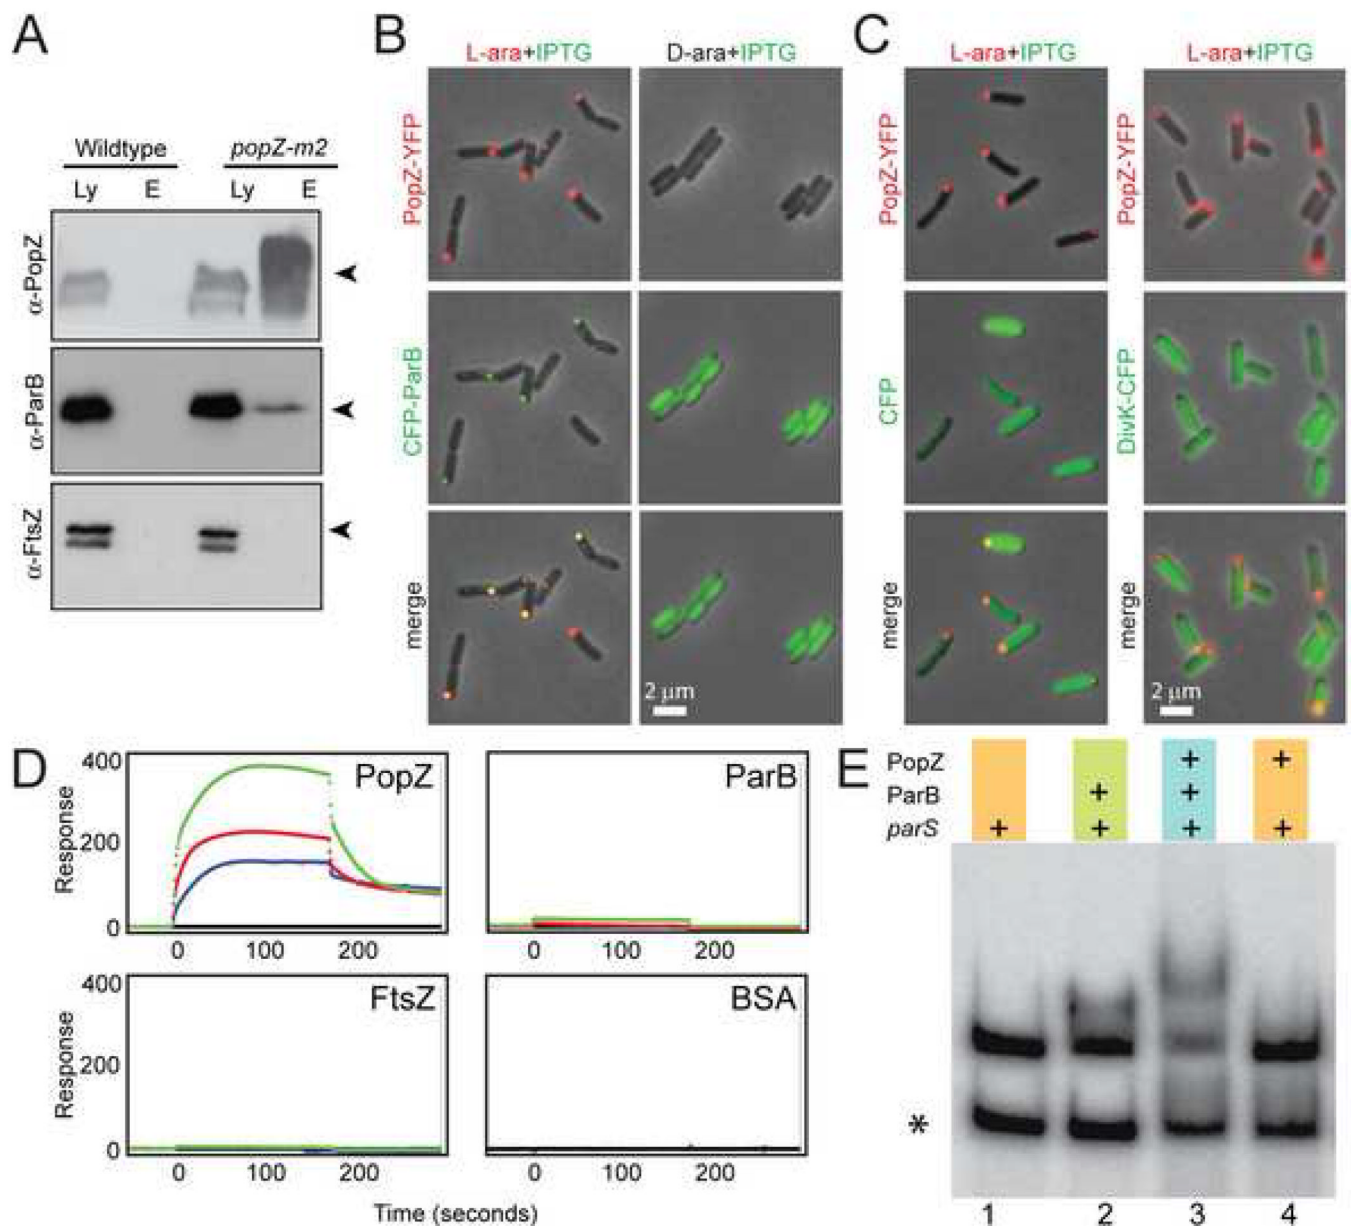 A
Wildtype popZ-m2
Ly E Ly E
α-PopZ
α-ParB
α-FtsZ
B
L-ara+IPTG D-ara+IPTG
PopZ-YFP
CFP-ParB
merge
2 μm
C
L-ara+IPTG L-ara+IPTG
PopZ-YFP PopZ-YFP
CFP DivK-CFP
merge merge
2 μm
D
400 PopZ ParB
200
0
0 100 200 0 100 200
400 FtsZ BSA
200
0
0 100 200 0 100 200
Response
Response
Time (seconds)
E
PopZ + +
ParB + +
parS + + + +
*
1 2 3 4